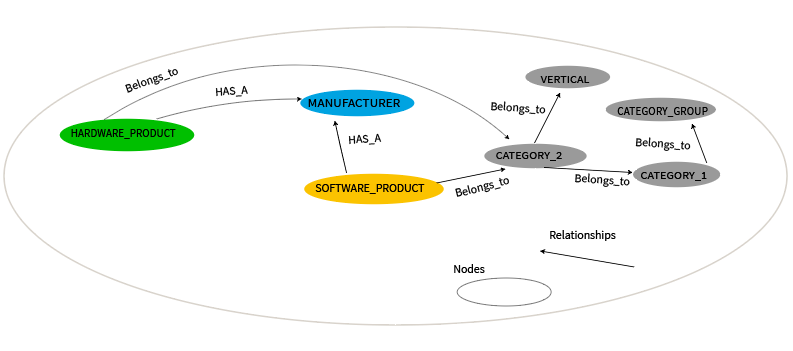 Belongs_to
HAS_A
HARDWARE_PRODUCT
MANUFACTURER
HAS_A
SOFTWARE_PRODUCT
Belongs_to
VERTICAL
Belongs_to
CATEGORY_2
CATEGORY_GROUP
Belongs_to
Belongs_to
CATEGORY_1
Relationships
Nodes